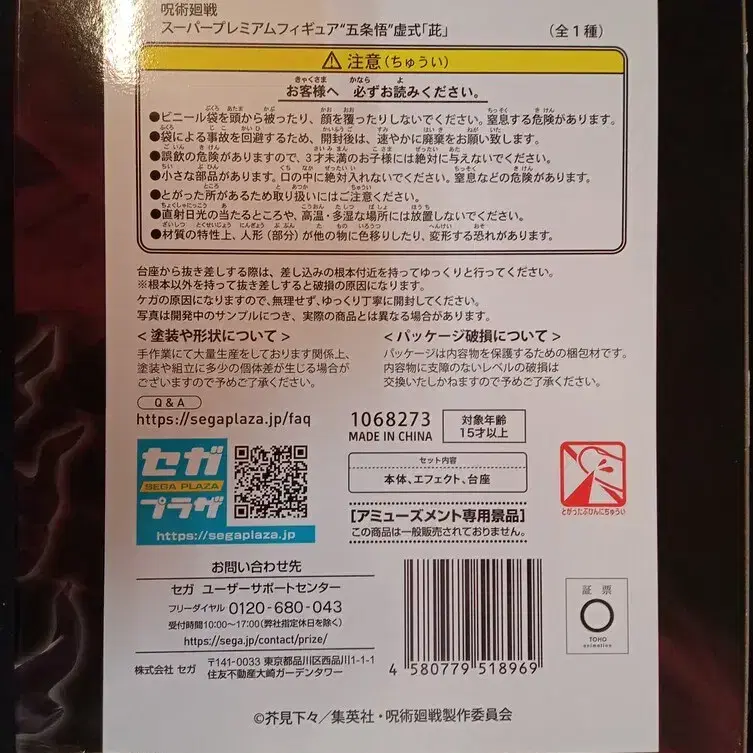 呪術廻戦
スーパープレミアムフィギュア“五条悟”虚式「茈」 (全1種)
注意(ちゅうい)
お客様へ 必ずお読みください。
●ビニール袋を頭から被ったり、顔を覆ったりしないでください。窒息する危険があります。
●袋による事故を回避するため、開封後は、速やかに廃棄をお願い致します。
●誤飲の危険がありますので、3才未満のお子様には絶対に与えないでください。
●小さな部品があります。口の中に絶対入れないでください。窒息などの危険があります。
●とがった所があるため取り扱いにはご注意ください。
●直射日光の当たるところや、高温・多湿な場所には放置しないでください。
●材質の特性上、人形(部分)が他の物に色移りしたり、変形する恐れがあります。
台座から抜き差しする際は、差し込みの根本付近を持ってゆっくりと行ってください。
※根本以外を持って抜き差しすると破損の原因になります。
ケガの原因になりますので、無理せず、ゆっくり丁寧に開封してください。
写真は開発中のサンプルにつき、実際の商品とは異なる場合があります。
<塗装や形状について>
手作業にて大量生産をしております関係上、
塗装や組立に多少の個体差が生じる場合が
ございますので予めご了承ください。
<パッケージ破損について>
パッケージは内容物を保護するための梱包材です。
内容物に支障のないレベルの破損は
交換いたしかねますので予めご了承ください。
Q&A
https://segaplaza.jp/faq
1068273
MADE IN CHINA
対象年齢
15才以上
セガ
SEGA PLAZA
プラザ
https://segaplaza.jp
セット内容
本体、エフェクト、台座
[アミューズメント専用景品]
この商品は一般販売されておりません。
とがったぶひんにちゅうい
お問い合わせ先
セガ ユーザーサポートセンター
フリーダイヤル 0120-680-043
受付時間10:00〜17:00(弊社指定休日を除く)
https://sega.jp/contact/prize/
株式会社 セガ 〒141-0033 東京都品川区西品川1-1-1
住友不動産大崎ガーデンタワー
4 580779 518969
証票
TOHO
animation
©芥見下々／集英社・呪術廻戦製作委員会